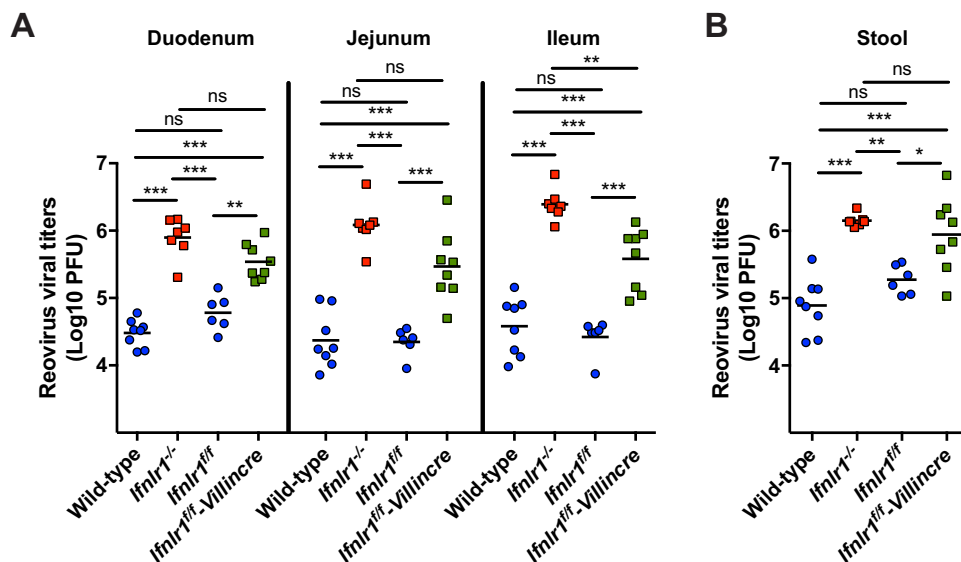 A
B
Duodenum
Jejunum
Ileum
Stool
ns
ns
***
***
***
**
ns
ns
***
***
***
***
**
ns
***
***
***
***
ns
ns
***
**
***
*
Reovirus viral titers
(Log10 PFU)
7
6
5
4
Reovirus viral titers
(Log10 PFU)
7
6
5
4
Wild-type
Ifnlr1-/-
Ifnlr1f/f
Ifnlr1f/f-Villincre
Wild-type
Ifnlr1-/-
Ifnlr1f/f
Ifnlr1f/f-Villincre
Wild-type
Ifnlr1-/-
Ifnlr1f/f
Ifnlr1f/f-Villincre
Wild-type
Ifnlr1-/-
Ifnlr1f/f
Ifnlr1f/f-Villincre